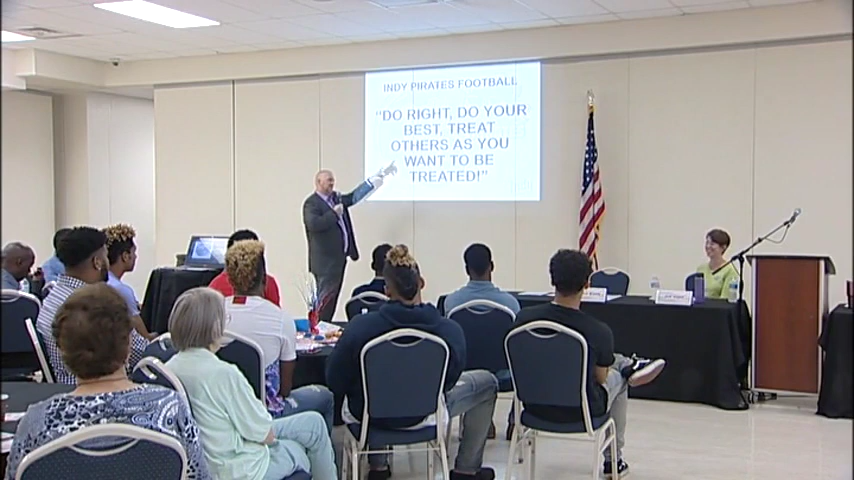 INDY PIRATES FOOTBALL
"DO RIGHT, DO YOUR
BEST, TREAT
OTHERS AS YOU
WANT TO BE
TREATED!"